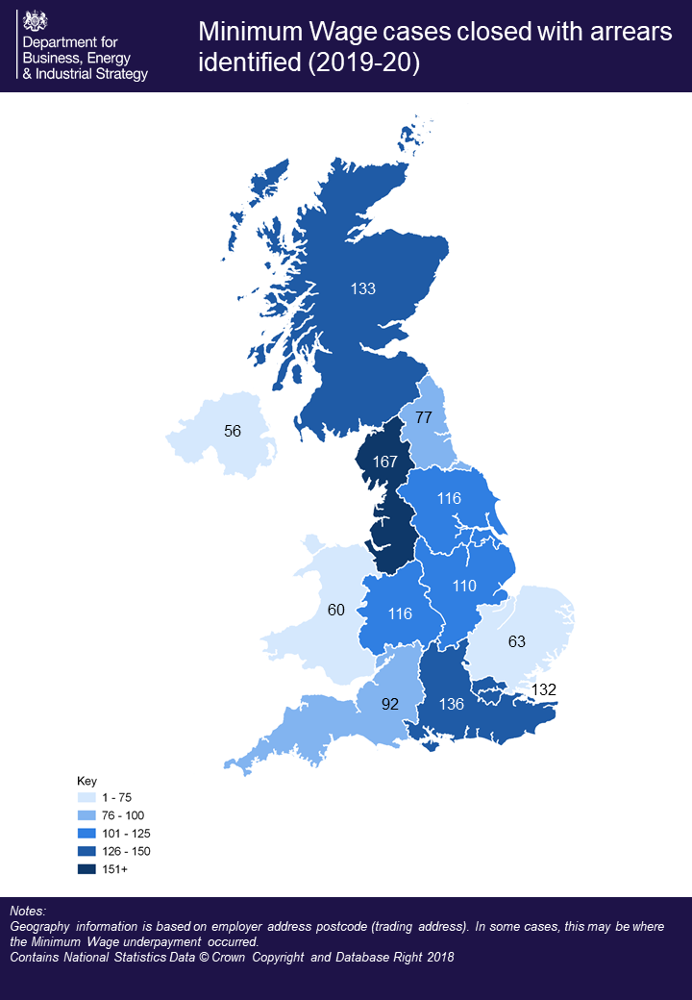 Department for
Business, Energy
& Industrial Strategy
Minimum Wage cases closed with arrears
identified (2019-20)
133
56
77
167
116
110
60
116
63
132
92
136
Key
1 - 75
76 - 100
101 - 125
126 - 150
151+
Notes:
Geography information is based on employer address postcode (trading address). In some cases, this may be where
the Minimum Wage underpayment occurred.
Contains National Statistics Data © Crown Copyright and Database Right 2018